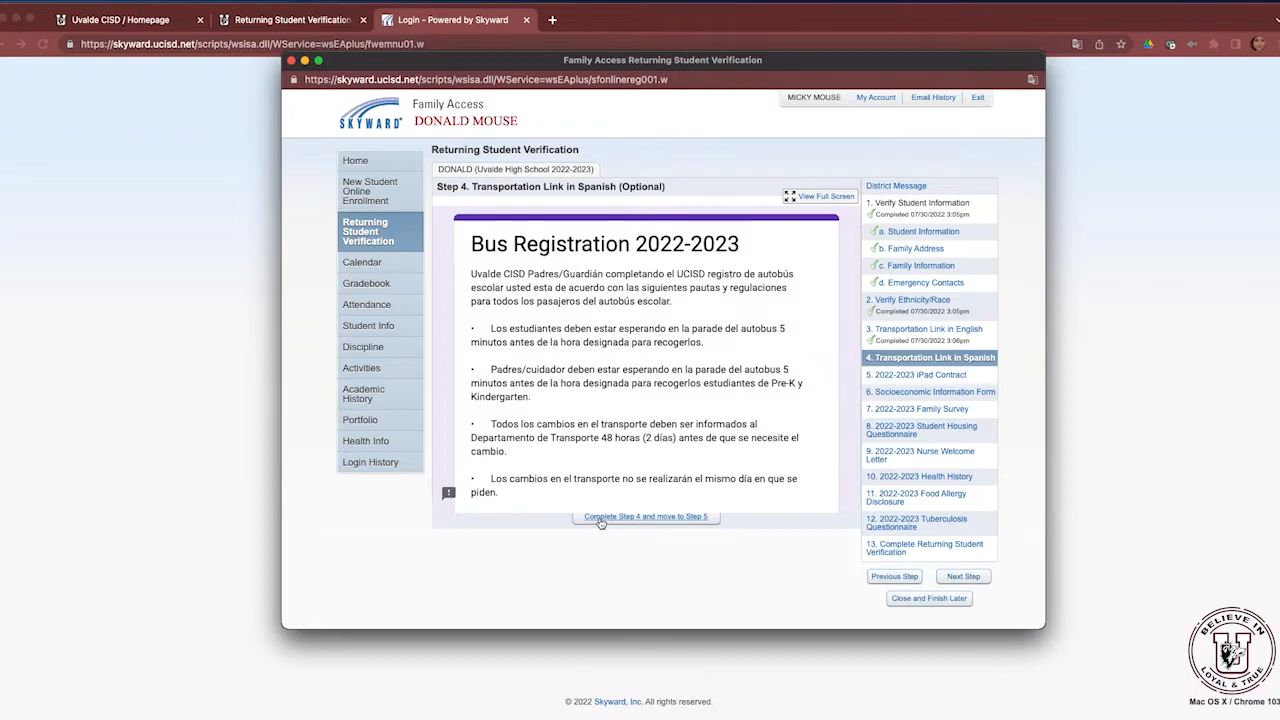 Uvalde CISD / Homepage
Returning Student Verification
Login - Powered by Skyward
https://skyward.ucisd.net/scripts/wsisa.dll/WService=wsEAplus/fwemnu01.w
Family Access Returning Student Verification
https://skyward.ucisd.net/scripts/wsisa.dll/WService=wsEAplus/sfonlinereg001.w
MICKY MOUSE My Account Email History Exit
SKYWARD
Family Access
DONALD MOUSE
Home
New Student
Online
Enrollment
Returning
Student
Verification
Calendar
Gradebook
Attendance
Student Info
Discipline
Activities
Academic
History
Portfolio
Health Info
Login History
Returning Student Verification
DONALD (Uvalde High School 2022-2023)
Step 4. Transportation Link in Spanish (Optional)
View Full Screen
Bus Registration 2022-2023
Uvalde CISD Padres/Guardián completando el UCISD registro de autobús
escolar usted esta de acuerdo con las siguientes pautas y regulaciones
para todos los pasajeros del autobús escolar.
· Los estudiantes deben estar esperando en la parade del autobus 5
minutos antes de la hora designada para recogerlos.
· Padres/cuidador deben estar esperando en la parade del autobus 5
minutos antes de la hora designada para recogerlos estudiantes de Pre-K y
Kindergarten.
· Todos los cambios en el transporte deben ser informados al
Departamento de Transporte 48 horas (2 días) antes de que se necesite el
cambio.
· Los cambios en el transporte no se realizarán el mismo día en que se
piden.
Complete Step 4 and move to Step 5
District Message
1. Verify Student Information
Completed 07/30/2022 3:05pm
a. Student Information
b. Family Address
c. Family Information
d. Emergency Contacts
2. Verify Ethnicity/Race
Completed 07/30/2022 3:05pm
3. Transportation Link in English
Completed 07/30/2022 3:06pm
4. Transportation Link in Spanish
5. 2022-2023 iPad Contract
6. Socioeconomic Information Form
7. 2022-2023 Family Survey
8. 2022-2023 Student Housing
Questionnaire
9. 2022-2023 Nurse Welcome
Letter
10. 2022-2023 Health History
11. 2022-2023 Food Allergy
Disclosure
12. 2022-2023 Tuberculosis
Questionnaire
13. Complete Returning Student
Verification
Previous Step Next Step
Close and Finish Later
BELIEVE IN
U
LOYAL & TRUE
© 2022 Skyward, Inc. All rights reserved.
Mac OS X / Chrome 103